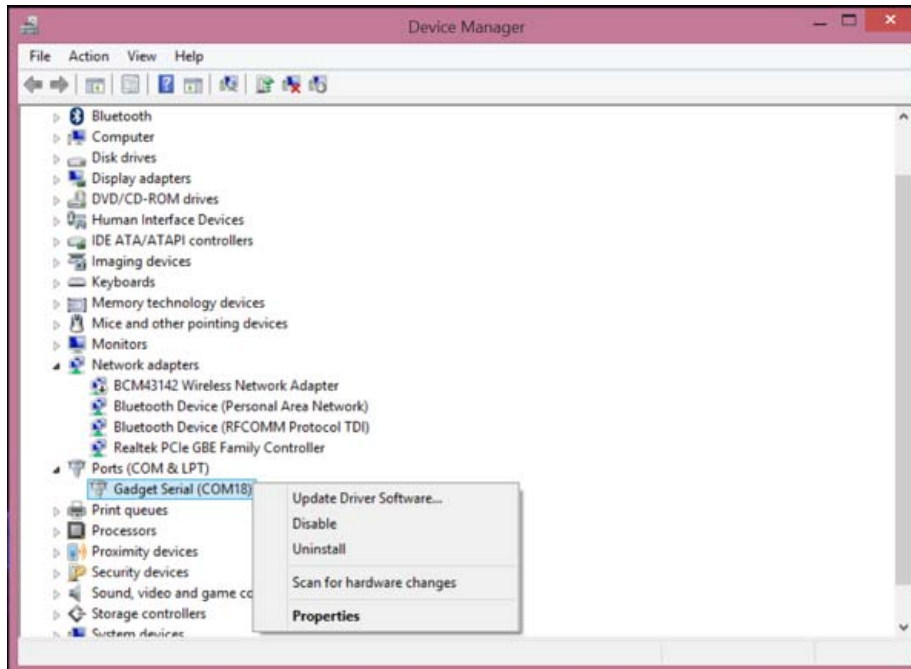 Device Manager
File Action View Help
Bluetooth
Computer
Disk drives
Display adapters
DVD/CD-ROM drives
Human Interface Devices
IDE ATA/ATAPI controllers
Imaging devices
Keyboards
Memory technology devices
Mice and other pointing devices
Monitors
Network adapters
BCM43142 Wireless Network Adapter
Bluetooth Device (Personal Area Network)
Bluetooth Device (RFCOMM Protocol TDI)
Realtek PCIe GBE Family Controller
Ports (COM & LPT)
Gadget Serial (COM18)
Print queues
Processors
Proximity devices
Security devices
Sound, video and game co
Storage controllers
System devices
Update Driver Software...
Disable
Uninstall
Scan for hardware changes
Properties